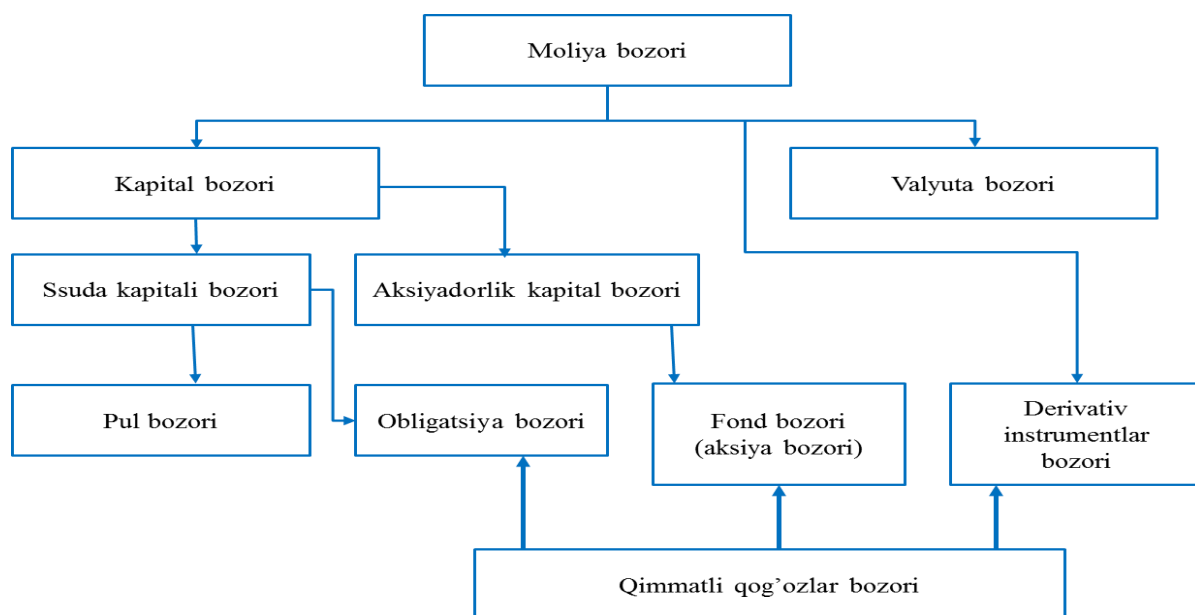 Moliya bozori
Kapital bozori
Valyuta bozori
Ssuda kapitali bozori
Aksiyadorlik kapital bozori
Pul bozori
Obligatsiya bozori
Fond bozori
(aksiya bozori)
Derivativ
instrumentlar
bozori
Qimmatli qog’ozlar bozori